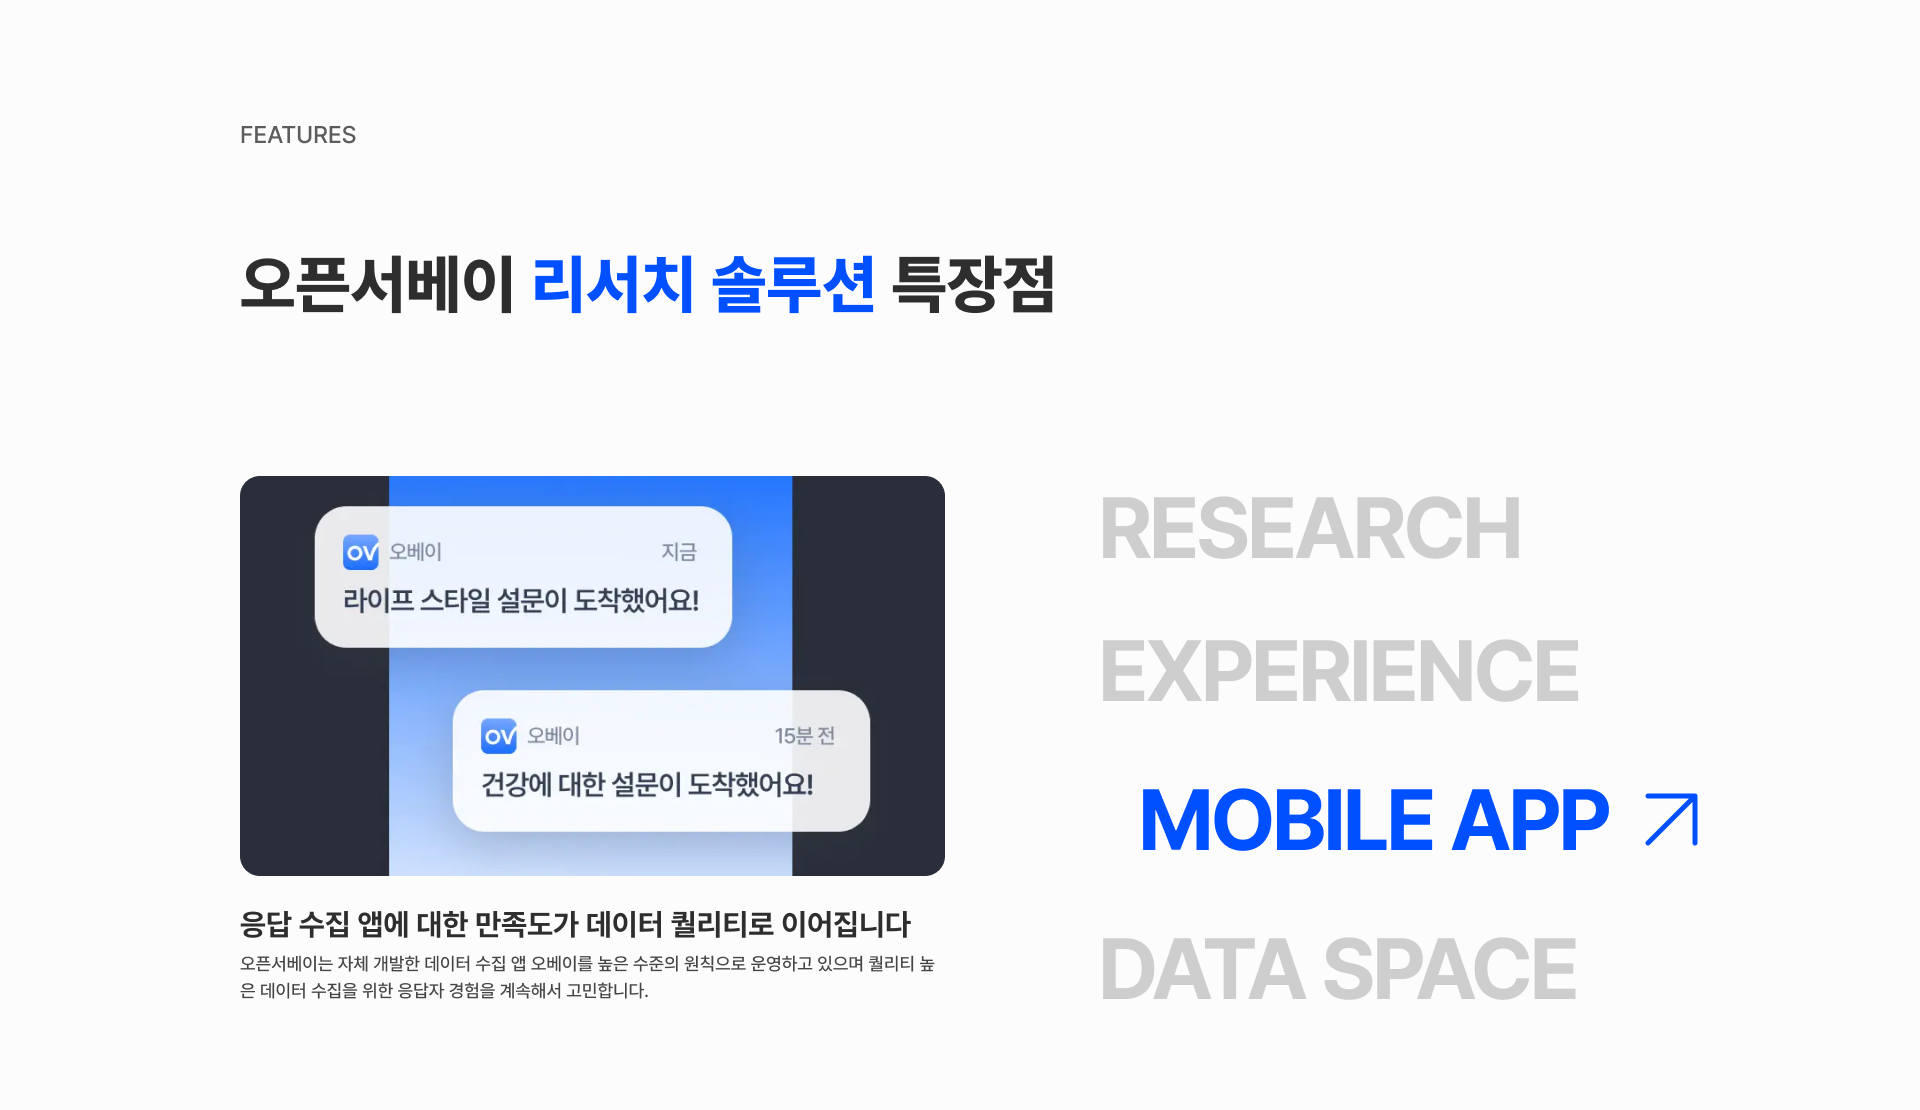 FEATURES
오픈서베이 리서치 솔루션 특장점
OV 오베이 지금
라이프 스타일 설문이 도착했어요!
OV 오베이 15분 전
건강에 대한 설문이 도착했어요!
응답 수집 앱에 대한 만족도가 데이터 퀄리티로 이어집니다
오픈서베이는 자체 개발한 데이터 수집 앱 오베이를 높은 수준의 원칙으로 운영하고 있으며 퀄리티 높
은 데이터 수집을 위한 응답자 경험을 계속해서 고민합니다.
RESEARCH
EXPERIENCE
MOBILE APP
DATA SPACE